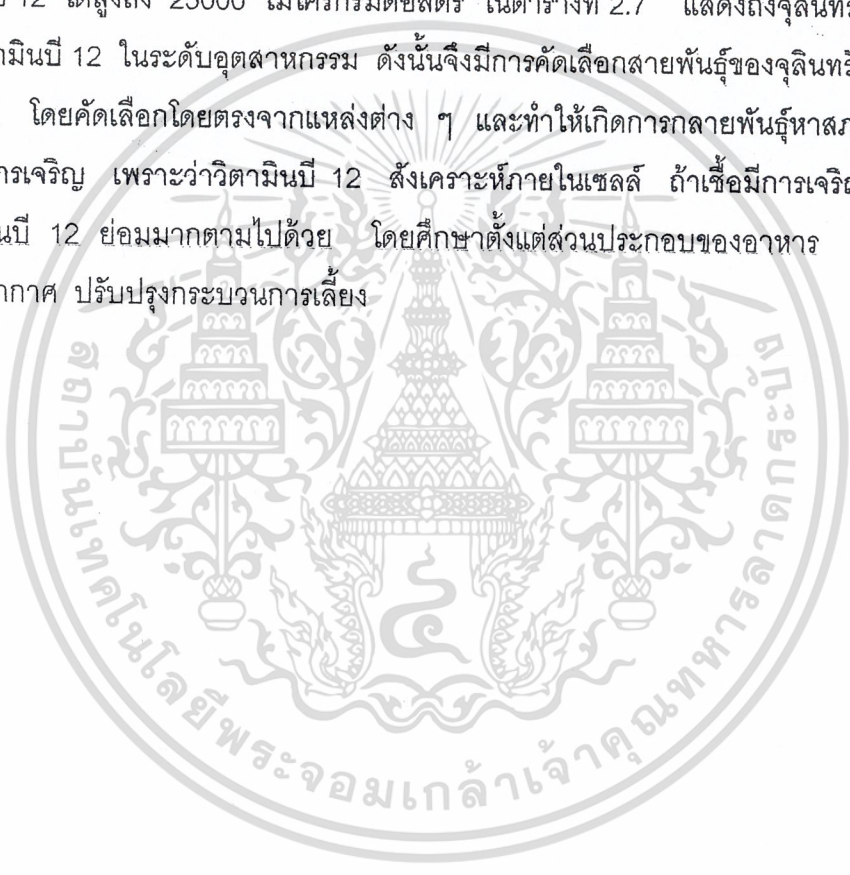 12 ได้สูงถึง 25000 ไมโครกรัมต่อลิตร ในตารางที่ 2.7 แสดงถึงจุลินทรี
ามินบี 12 ในระดับอุตสาหกรรม ดังนั้นจึงมีการคัดเลือกสายพันธุ์ของจุลินทรี
โดยคัดเลือกโดยตรงจากแหล่งต่าง ๆ และทำให้เกิดการกลายพันธุ์หาสภ
ารเจริญ เพราะว่าวิตามินบี 12 สังเคราะห์ภายในเซลล์ ถ้าเชื้อมีการเจริญ
นบี 12 ย่อมมากตามไปด้วย โดยศึกษาตั้งแต่ส่วนประกอบของอาหาร
ากาศ ปรับปรุงกระบวนการเลี้ยง
สถาบันเทคโนโลยีพระจอมเกล้าเจ้าคุณทหารลาดกระบัง